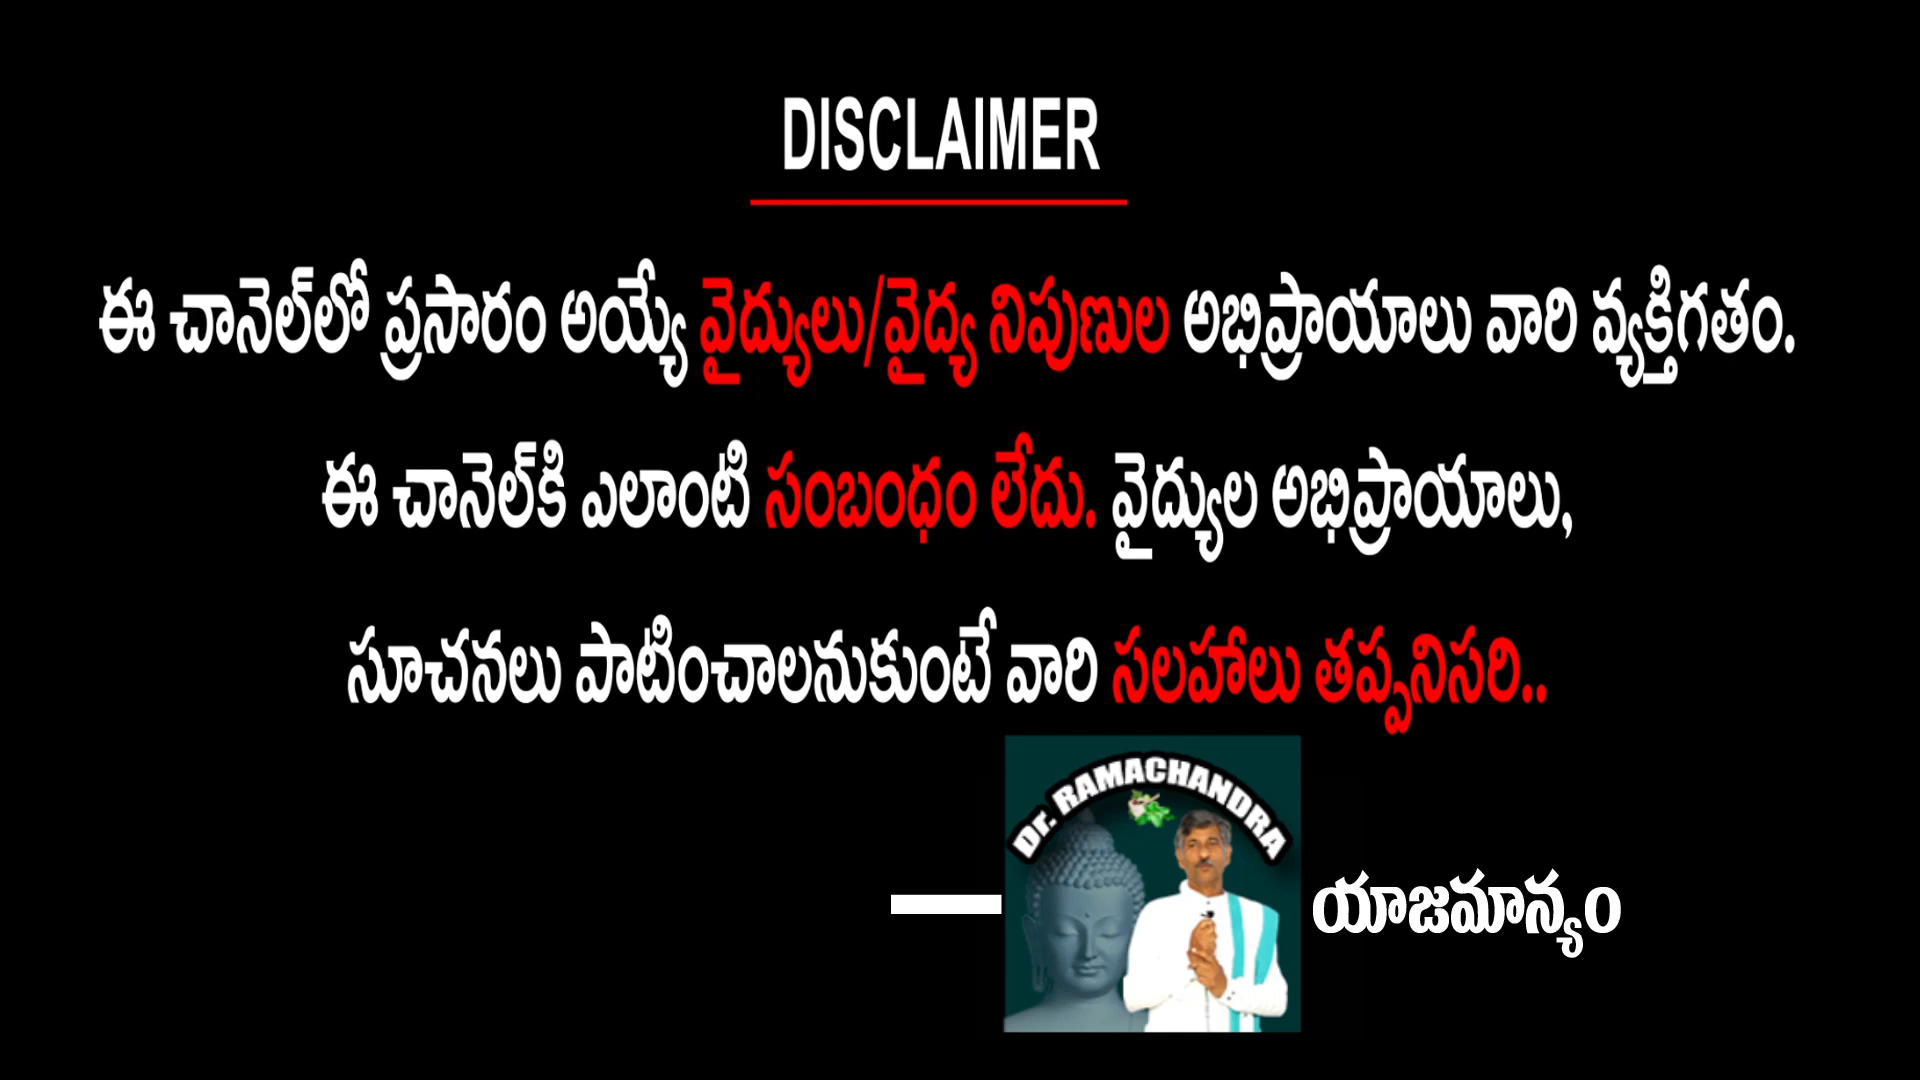 DISCLAIMER
ఈ చానెల్‌లో ప్రసారం అయ్యే వైద్యులు/వైద్య నిపుణుల అభిప్రాయాలు వారి వ్యక్తిగతం.
ఈ చానెల్‌కి ఎలాంటి సంబంధం లేదు. వైద్యుల అభిప్రాయాలు,
సూచనలు పాటించాలనుకుంటే వారి సలహాలు తప్పనిసరి..
Dr. RAMACHANDRA
— యాజమాన్యం